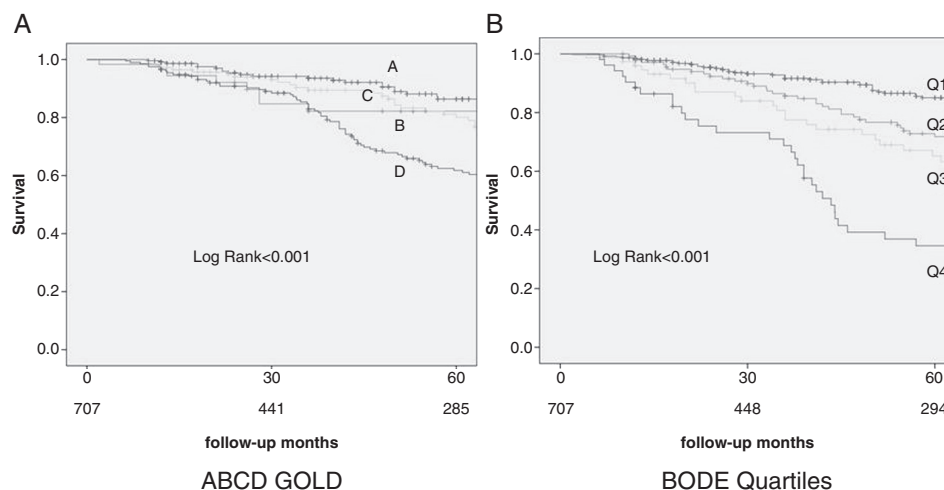 A
B
1.0
0.8
0.6
0.4
0.2
0.0
Survival
A
C
B
D
Log Rank<0.001
0 30 60
707 441 285
follow-up months
ABCD GOLD
1.0
0.8
0.6
0.4
0.2
0.0
Survival
Q1
Q2
Q3
Q4
Log Rank<0.001
0 30 60
707 448 294
follow-up months
BODE Quartiles